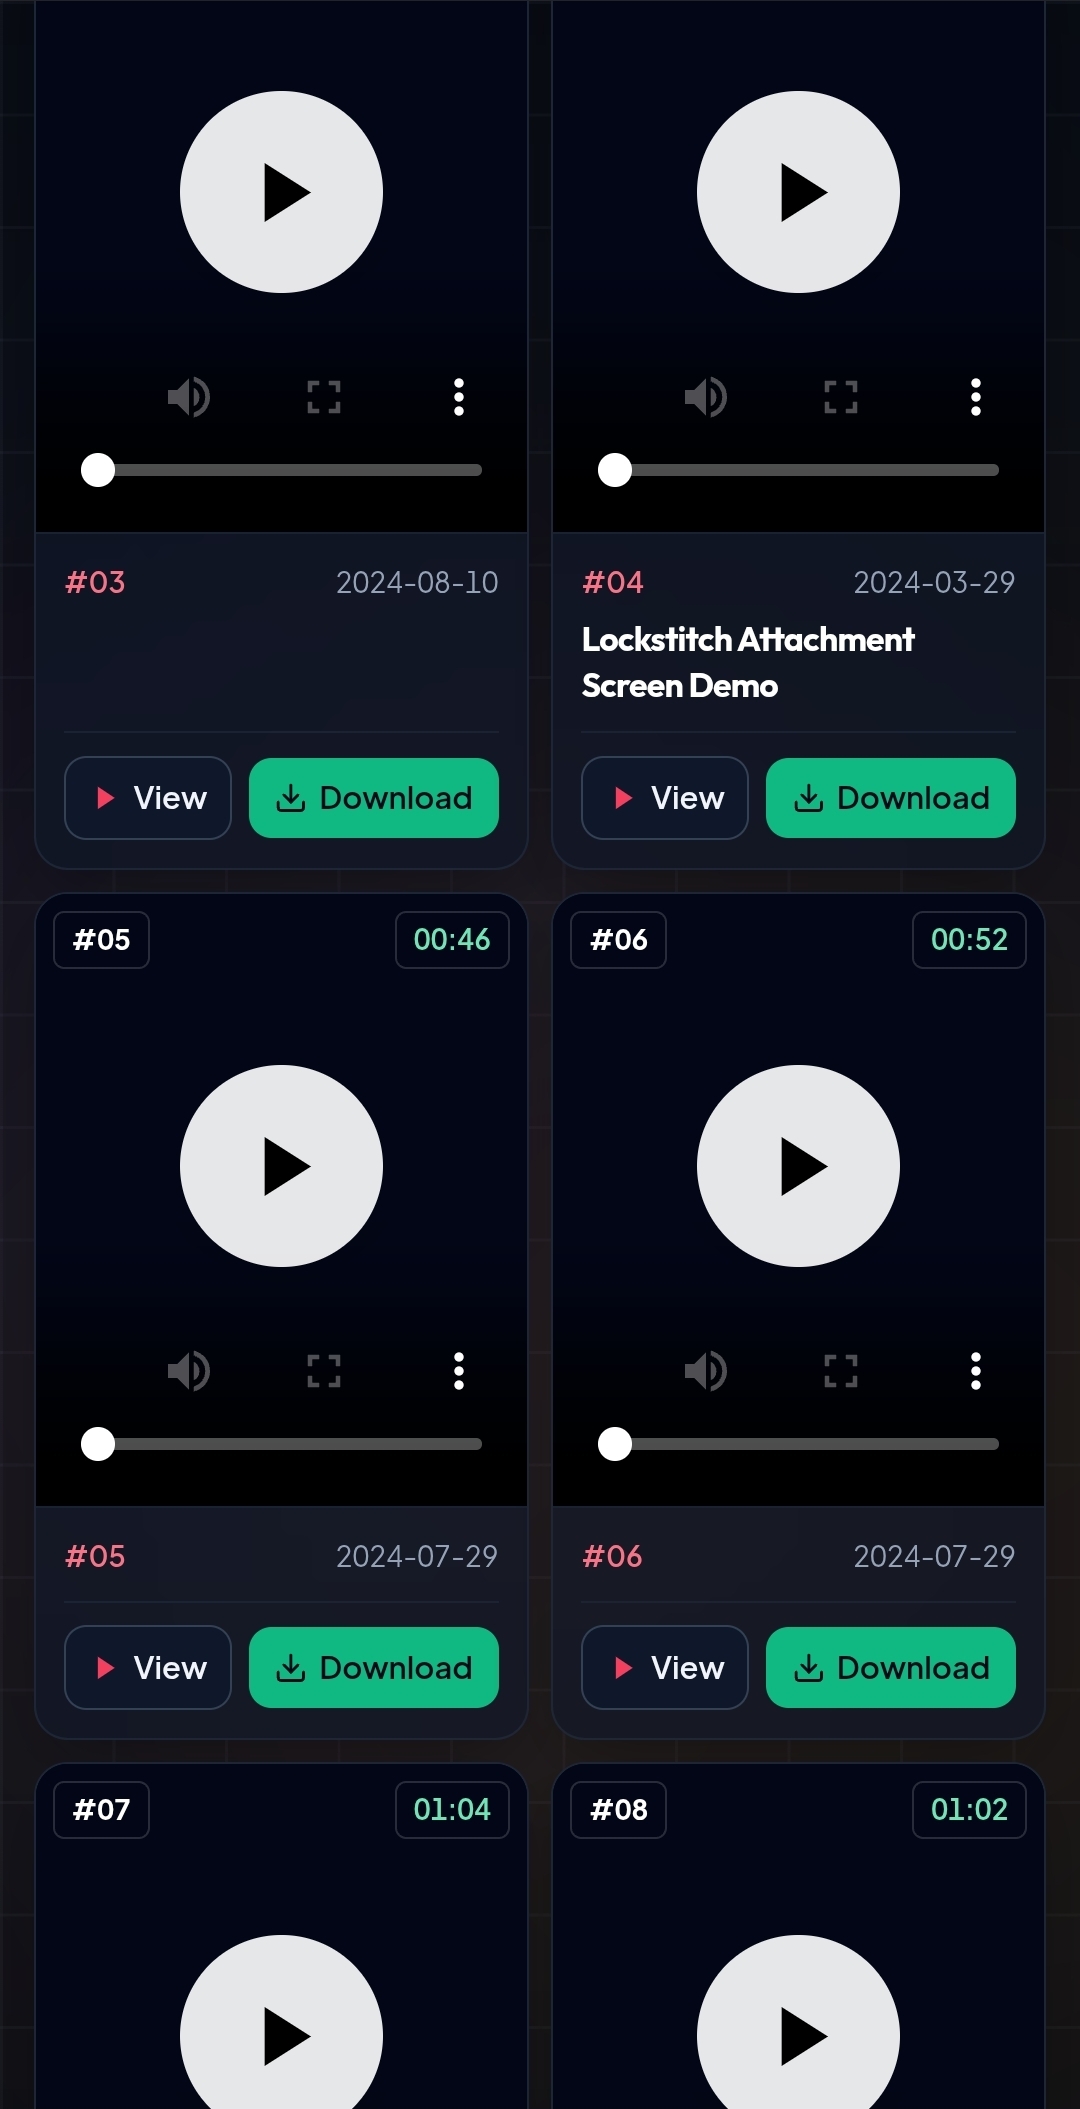 #03 2024-08-10
View Download
#04 2024-03-29
Lockstitch Attachment
Screen Demo
View Download
#05 00:46
#05 2024-07-29
View Download
#06 00:52
#06 2024-07-29
View Download
#07 01:04
#08 01:02